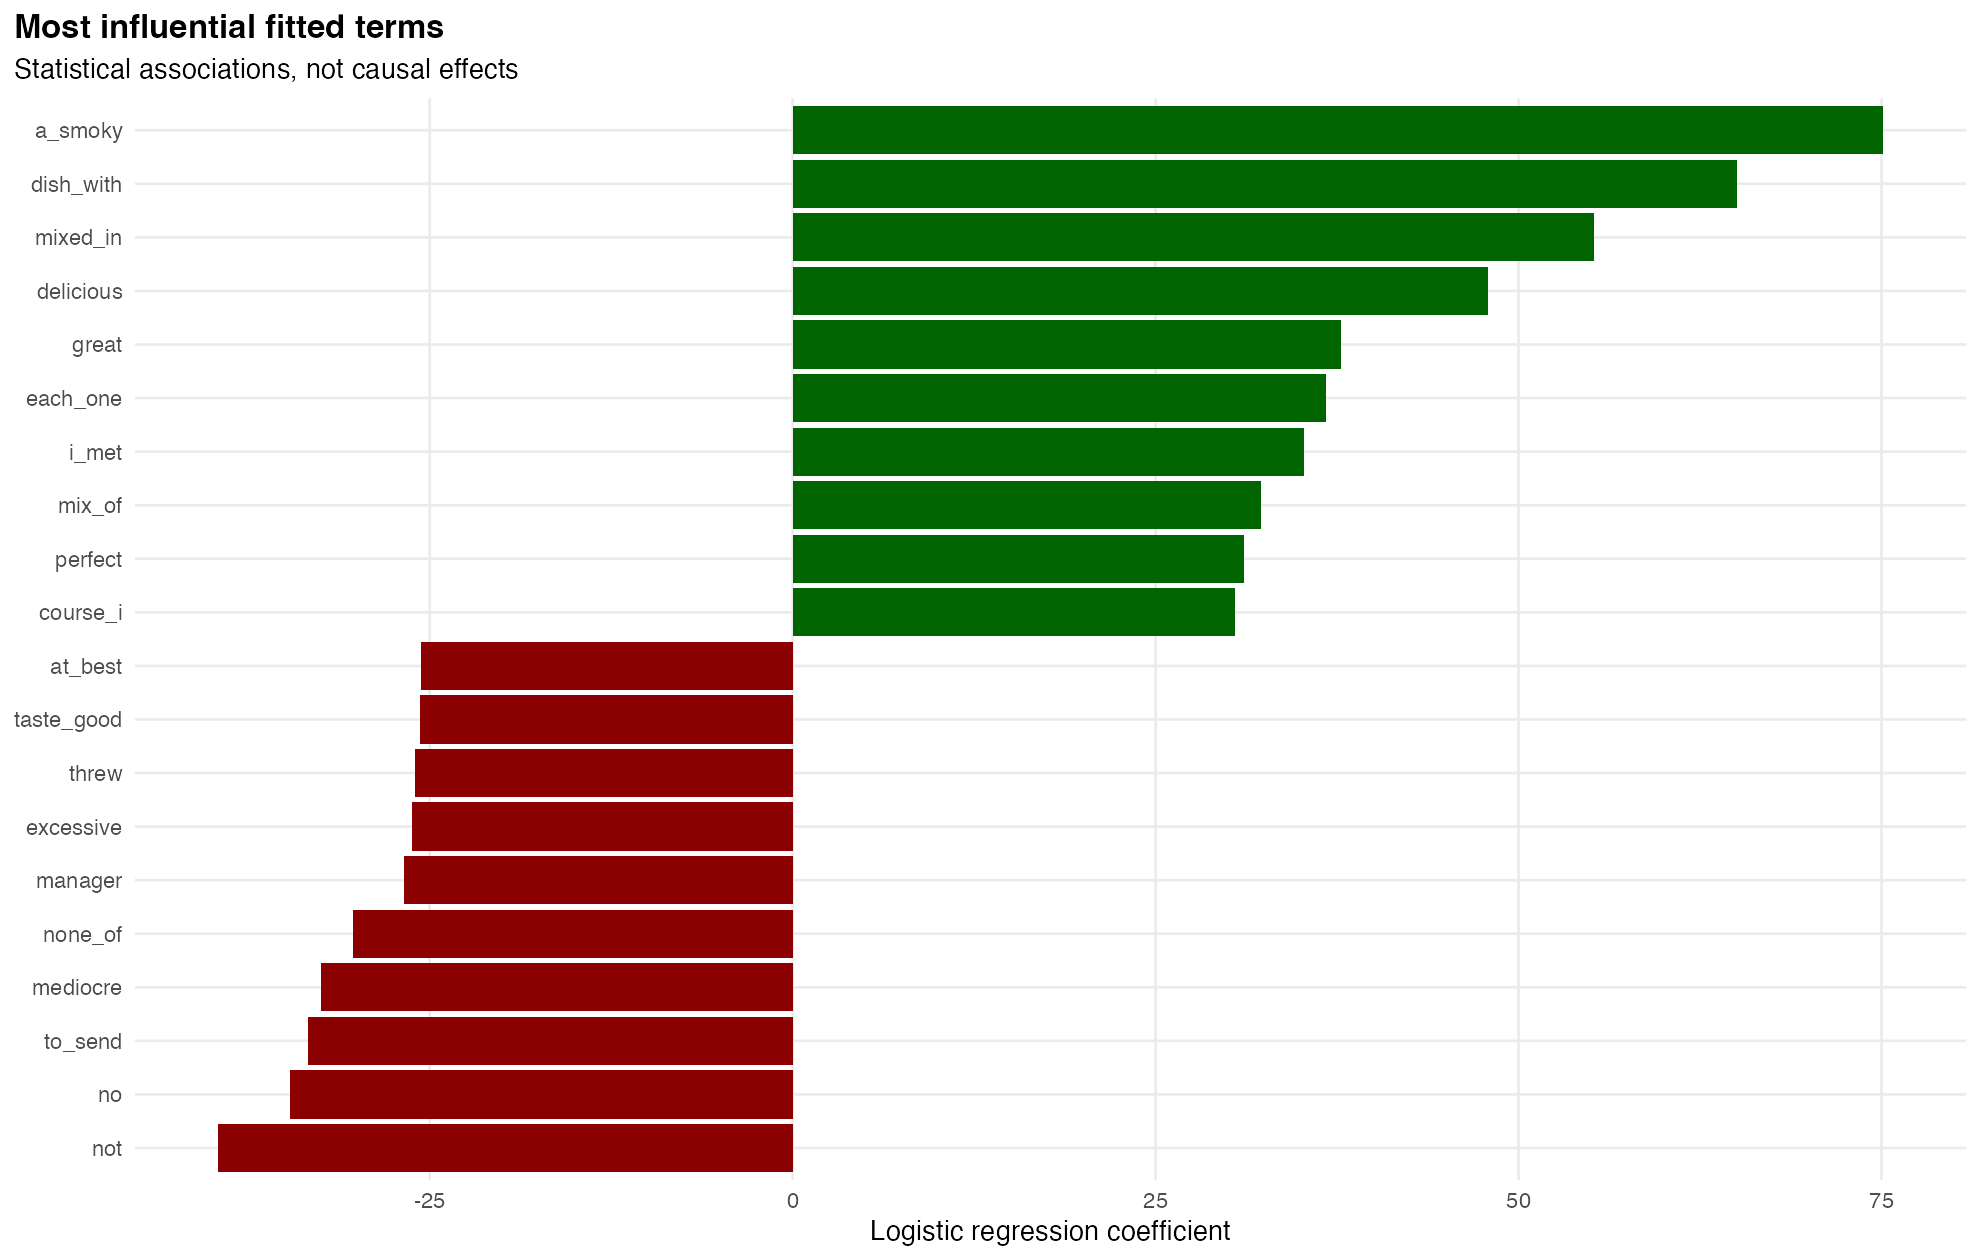 Most influential fitted terms
Statistical associations, not causal effects
a_smoky
dish_with
mixed_in
delicious
great
each_one
i_met
mix_of
perfect
course_i
at_best
taste_good
threw
excessive
manager
none_of
mediocre
to_send
no
not
-25 0 25 50 75
Logistic regression coefficient